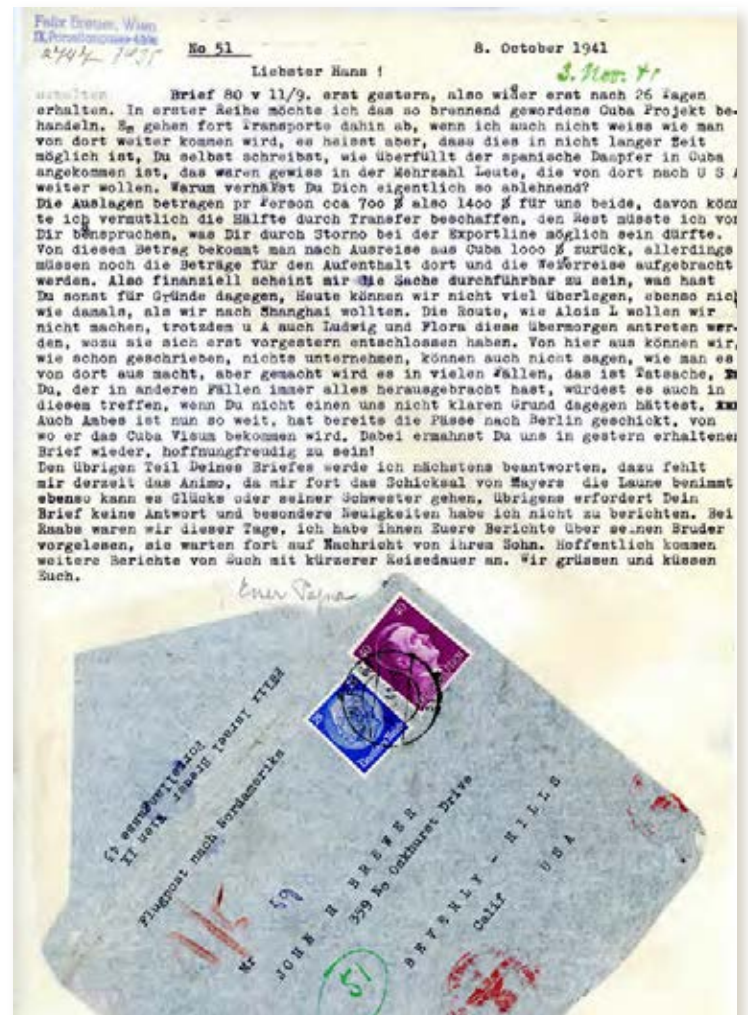 Felix Breuer, Wien
IX, Porzellangasse
No 51
8. October 1941
Liebster Hans !
3. Nov. 41
erhalten Brief 80 v 11/9. erst gestern, also wider erst nach 26 Tagen
erhalten. In erster Reihe möchte ich das so brennend gewordene Cuba Projekt be-
handeln. Es gehen fort Transporte dahin ab, wenn ich auch nicht weiss wie man
von dort weiter kommen wird, es heisst aber, dass dies in nicht langer Zeit
möglich ist, Du selbst schreibst, wie überfüllt der spanische Dampfer in Cuba
angekommen ist, das waren gewiss in der Mehrzahl Leute, die von dort nach U S A
weiter wollen. Warum verhälst Du Dich eigentlich so ablehnend?
Die Auslagen betragen pr Person cca 700 $ also 1400 $ für uns beide, davon könn
te ich vermutlich die Hälfte durch Transfer beschaffen, den Rest müsste ich von
Dir beanspruchen, was Dir durch Storno bei der Exportline möglich sein dürfte.
Von diesem Betrag bekommt man nach Ausreise aus Cuba 1000 $ zurück, allerdings
müssen noch die Beträge für den Aufenthalt dort und die Weiterreise aufgebracht
werden. Also finanziell scheint mir die Sache durchführbar zu sein, was hast
Du sonst für Gründe dagegen, Heute können wir nicht viel überlegen, ebenso nich
wie damals, als wir nach Shanghai wollten. Die Route, wie Alois L wollen wir
nicht machen, trotzdem u A auch Ludwig und Flora diese übermorgen antreten wer-
den, wozu sie sich erst vorgestern entschlossen haben. Von hier aus können wir,
wie schon geschrieben, nichts unternehmen, können auch nicht sagen, wie man es
von dort aus macht, aber gemacht wird es in vielen Fällen, das ist Tatsache,
Du, der in anderen Fällen immer alles herausgebracht hast, würdest es auch in
diesem treffen, wenn Du nicht einen uns nicht klaren Grund dagegen hättest.
Auch Ambes ist nun so weit, hat bereits die Pässe nach Berlin geschickt, von
wo er das Cuba Visum bekommen wird. Dabei ermahnst Du uns in gestern erhaltenen
Brief wieder, hoffnungfreudig zu sein!
Den übrigen Teil Deines Briefes werde ich nächstens beantworten, dazu fehlt
mir derzeit das Animo, da mir fort das Schicksal von Mayers die Laune benimmt
ebenso kann es Glücks oder seiner Schwester gehen, übrigens erfordert Dein
Brief keine Antwort und besondere Neuigkeiten habe ich nicht zu berichten. Bei
Raabs waren wir dieser Tage, ich habe ihnen Euere Berichte über seinen Bruder
vorgelesen, sie warten fort auf Nachricht von ihrem Sohn. Hoffentlich kommen
weitere Berichte von Euch mit kürzerer Reisedauer an. Wir grüssen und küssen
Euch.
Euer Papa
40
40
25
Deutsches Reich
Felix Israel Breuer Wien IX
Porzellangasse 45
Flugpost nach Nordamerika
Mr
JOHN H BREWER
359 No Oakhurst Drive
BEVERLY - HILLS
Calif USA
51